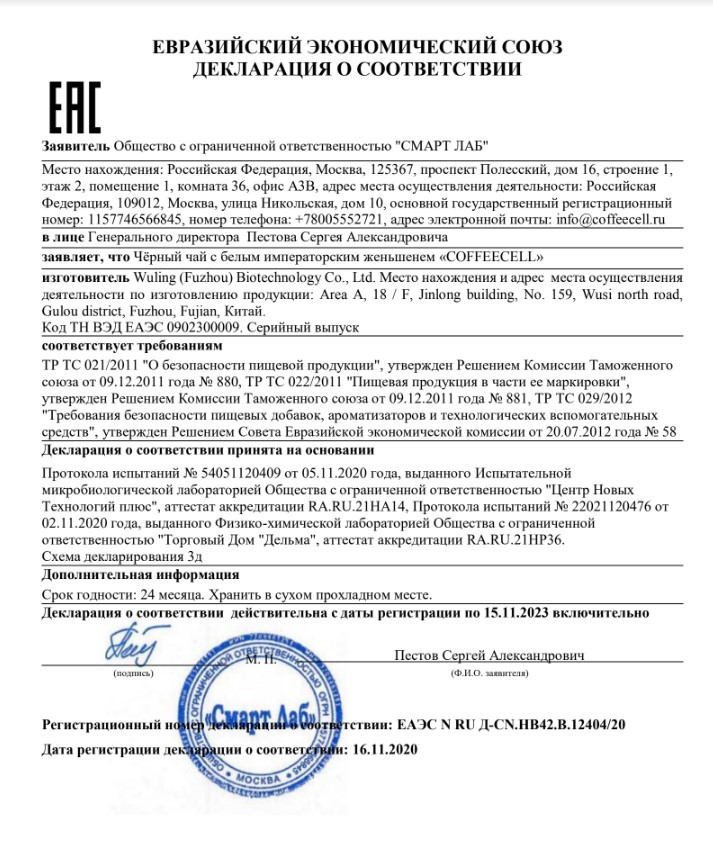 ЕВРАЗИЙСКИЙ ЭКОНОМИЧЕСКИЙ СОЮЗ
ДЕКЛАРАЦИЯ О СООТВЕТСТВИИ
ЕАС
Заявитель Общество с ограниченной ответственностью "СМАРТ ЛАБ"
Место нахождения: Российская Федерация, Москва, 125367, проспект Полесский, дом 16, строение 1,
этаж 2, помещение 1, комната 36, офис А3В, адрес места осуществления деятельности: Российская
Федерация, 109012, Москва, улица Никольская, дом 10, основной государственный регистрационный
номер: 1157746566845, номер телефона: +78005552721, адрес электронной почты: info@coffeecell.ru
в лице Генерального директора Пестова Сергея Александровича
заявляет, что Чёрный чай с белым императорским женьшенем «COFFEECELL»
изготовитель Wuling (Fuzhou) Biotechnology Co., Ltd. Место нахождения и адрес места осуществления
деятельности по изготовлению продукции: Area A, 18 / F, Jinlong building, No. 159, Wusi north road,
Gulou district, Fuzhou, Fujian, Китай.
Код ТН ВЭД ЕАЭС 0902300009. Серийный выпуск
соответствует требованиям
ТР ТС 021/2011 "О безопасности пищевой продукции", утвержден Решением Комиссии Таможенного
союза от 09.12.2011 года № 880, ТР ТС 022/2011 "Пищевая продукция в части ее маркировки",
утвержден Решением Комиссии Таможенного союза от 09.12.2011 года № 881, ТР ТС 029/2012
"Требования безопасности пищевых добавок, ароматизаторов и технологических вспомогательных
средств", утвержден Решением Совета Евразийской экономической комиссии от 20.07.2012 года № 58
Декларация о соответствии принята на основании
Протокола испытаний № 54051120409 от 05.11.2020 года, выданного Испытательной
микробиологической лабораторией Общества с ограниченной ответственностью "Центр Новых
Технологий плюс", аттестат аккредитации RA.RU.21НА14, Протокола испытаний № 22021120476 от
02.11.2020 года, выданного Физико-химической лабораторией Общества с ограниченной
ответственностью "Торговый Дом "Дельма", аттестат аккредитации RA.RU.21НР36.
Схема декларирования 3д
Дополнительная информация
Срок годности: 24 месяца. Хранить в сухом прохладном месте.
Декларация о соответствии действительна с даты регистрации по 15.11.2023 включительно
М. П.
Пестов Сергей Александрович
(подпись)
(Ф.И.О. заявителя)
«Смарт Лаб»
МОСКВА
Регистрационный номер декларации о соответствии: ЕАЭС N RU Д-CN.НВ42.В.12404/20
Дата регистрации декларации о соответствии: 16.11.2020